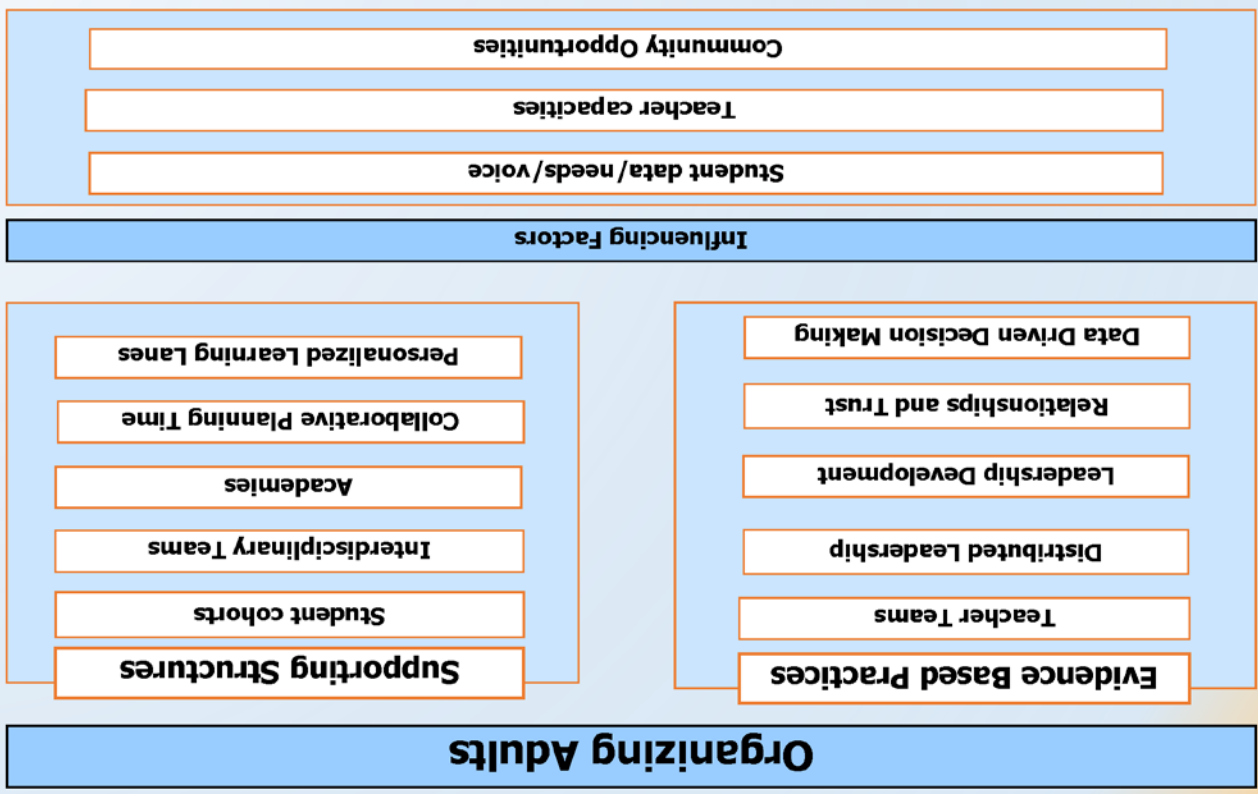 Organizing Adults
Evidence Based Practices
Teacher Teams
Distributed Leadership
Leadership Development
Relationships and Trust
Data Driven Decision Making
Supporting Structures
Student cohorts
Interdisciplinary Teams
Academies
Collaborative Planning Time
Personalized Learning Lanes
Influencing Factors
Student data/needs/voice
Teacher capacities
Community Opportunities